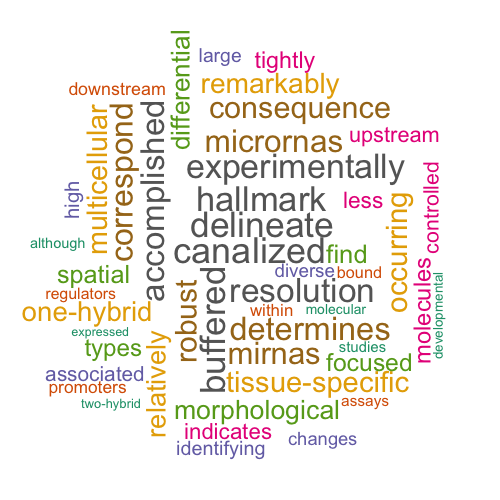 large
tightly
differential
downstream
remarkably
consequence
multicellular
correspond
accomplished
micrornas
upstream
experimentally
high
hallmark
less
controlled
delineate
occurring
although
canalized
find
spatial
diverse
bound
molecules
developmental
regulators
buffered
resolution
one-hybrid
robust
within
molecular
expressed
determines
types
relatively
mirnas
studies
focused
associated
tissue-specific
promoters
two-hybrid
morphological
assays
indicates
changes
identifying